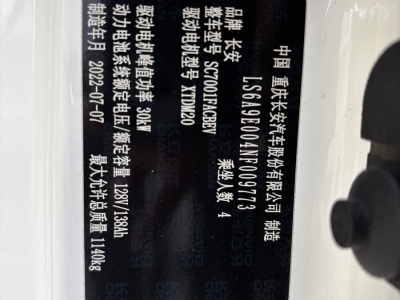 中国 重庆长安汽车股份有限公司 制造
LS6A9E004NF009773
品牌 长安
整车型号 SC7001FACBEV 乘坐人数 4
驱动电机型号 XTDM20
驱动电机峰值功率 30kW
动力电池系统额定电压/额定容量 128V/138Ah
制造年月 2022-07-07 最大允许总质量 1140kg